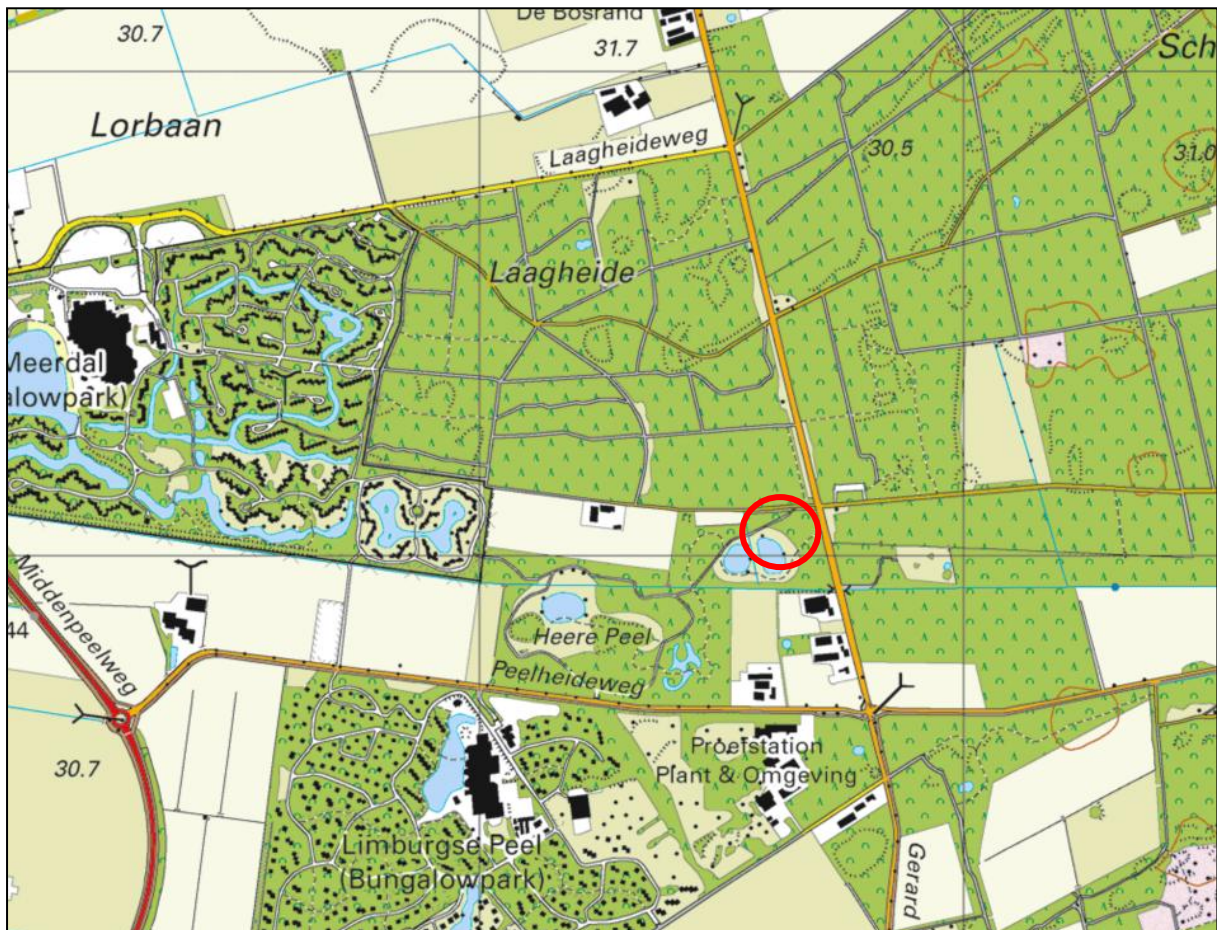 De Bosrand
30.7
31.7
Sch
Lorbaan
Laagheideweg
30.5
31.0
Laagheide
Meerdal
alowpark)
Middenpeelweg
44
Heere Peel
Peelheideweg
30.7
Proefstation
Plant & Omgeving
Limburgse Peel
(Bungalowpark)
Gerard